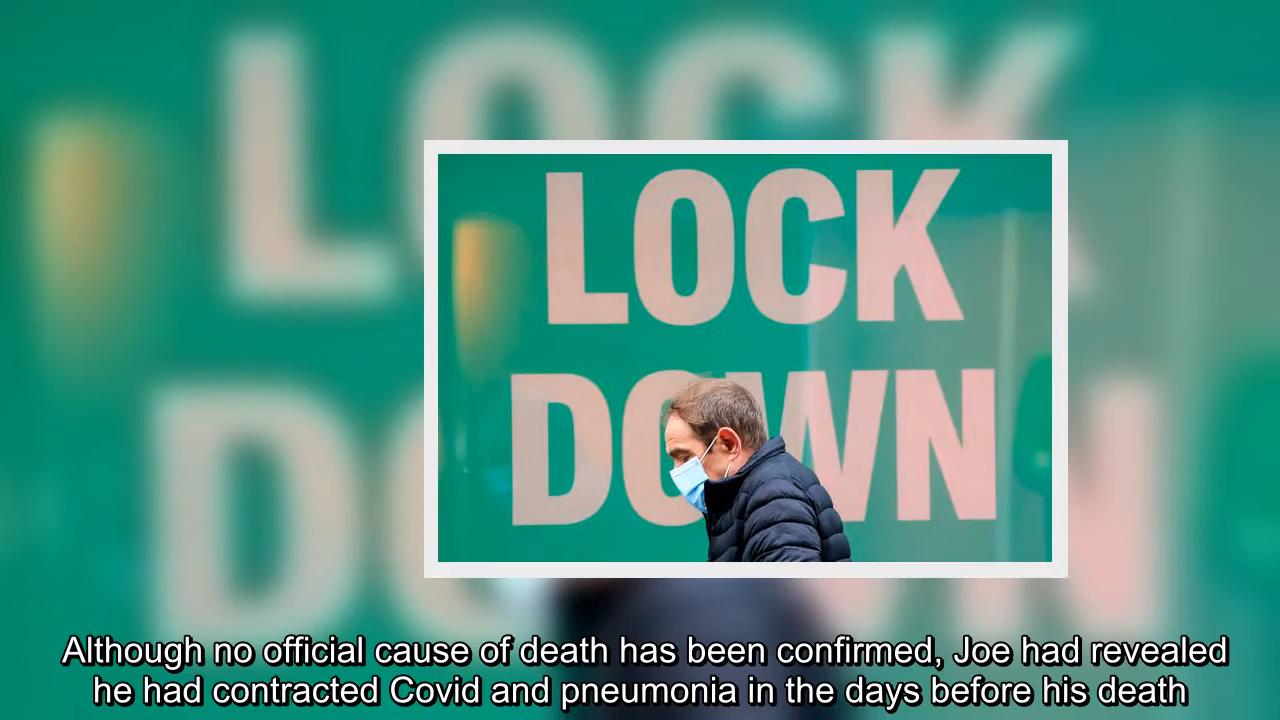 LOCK
DOWN
Although no official cause of death has been confirmed, Joe had revealed
he had contracted Covid and pneumonia in the days before his death